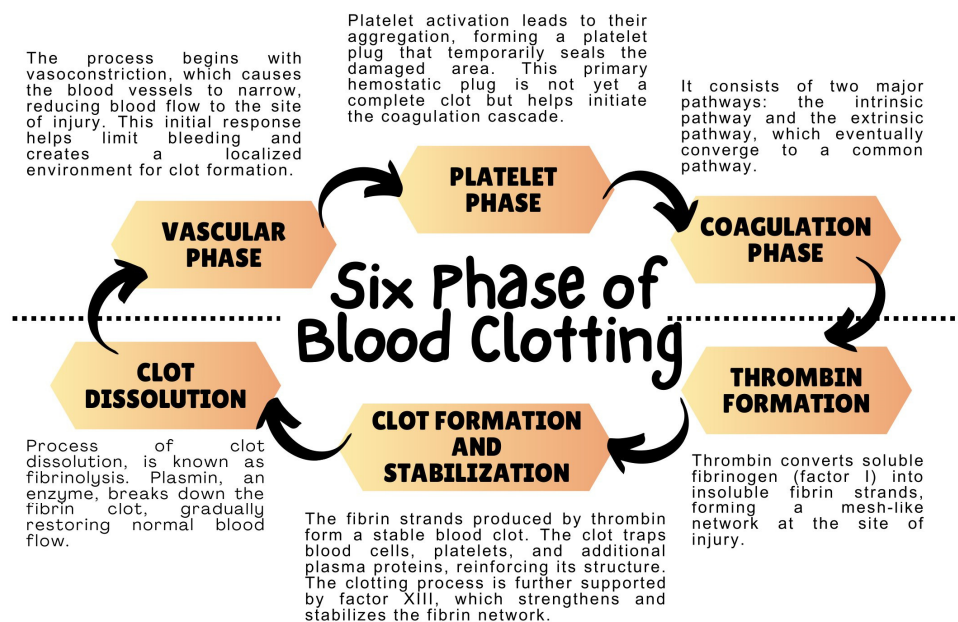 The process begins with
vasoconstriction, which causes
the blood vessels to narrow,
reducing blood flow to the site
of injury. This initial response
helps limit bleeding and
creates a localized
environment for clot formation.
Platelet activation leads to their
aggregation, forming a platelet
plug that temporarily seals the
damaged area. This primary
hemostatic plug is not yet a
complete clot but helps initiate
the coagulation cascade.
It consists of two major
pathways: the intrinsic
pathway and the extrinsic
pathway, which eventually
converge to a common
pathway.
VASCULAR
PHASE
PLATELET
PHASE
COAGULATION
PHASE
Six Phase of
Blood Clotting
CLOT
DISSOLUTION
CLOT FORMATION
AND
STABILIZATION
THROMBIN
FORMATION
Process of clot
dissolution, is known as
fibrinolysis. Plasmin, an
enzyme, breaks down the
fibrin clot, gradually
restoring normal blood
flow.
The fibrin strands produced by thrombin
form a stable blood clot. The clot traps
blood cells, platelets, and additional
plasma proteins, reinforcing its structure.
The clotting process is further supported
by factor XIII, which strengthens and
stabilizes the fibrin network.
Thrombin converts soluble
fibrinogen (factor I) into
insoluble fibrin strands,
forming a mesh-like
network at the site of
injury.